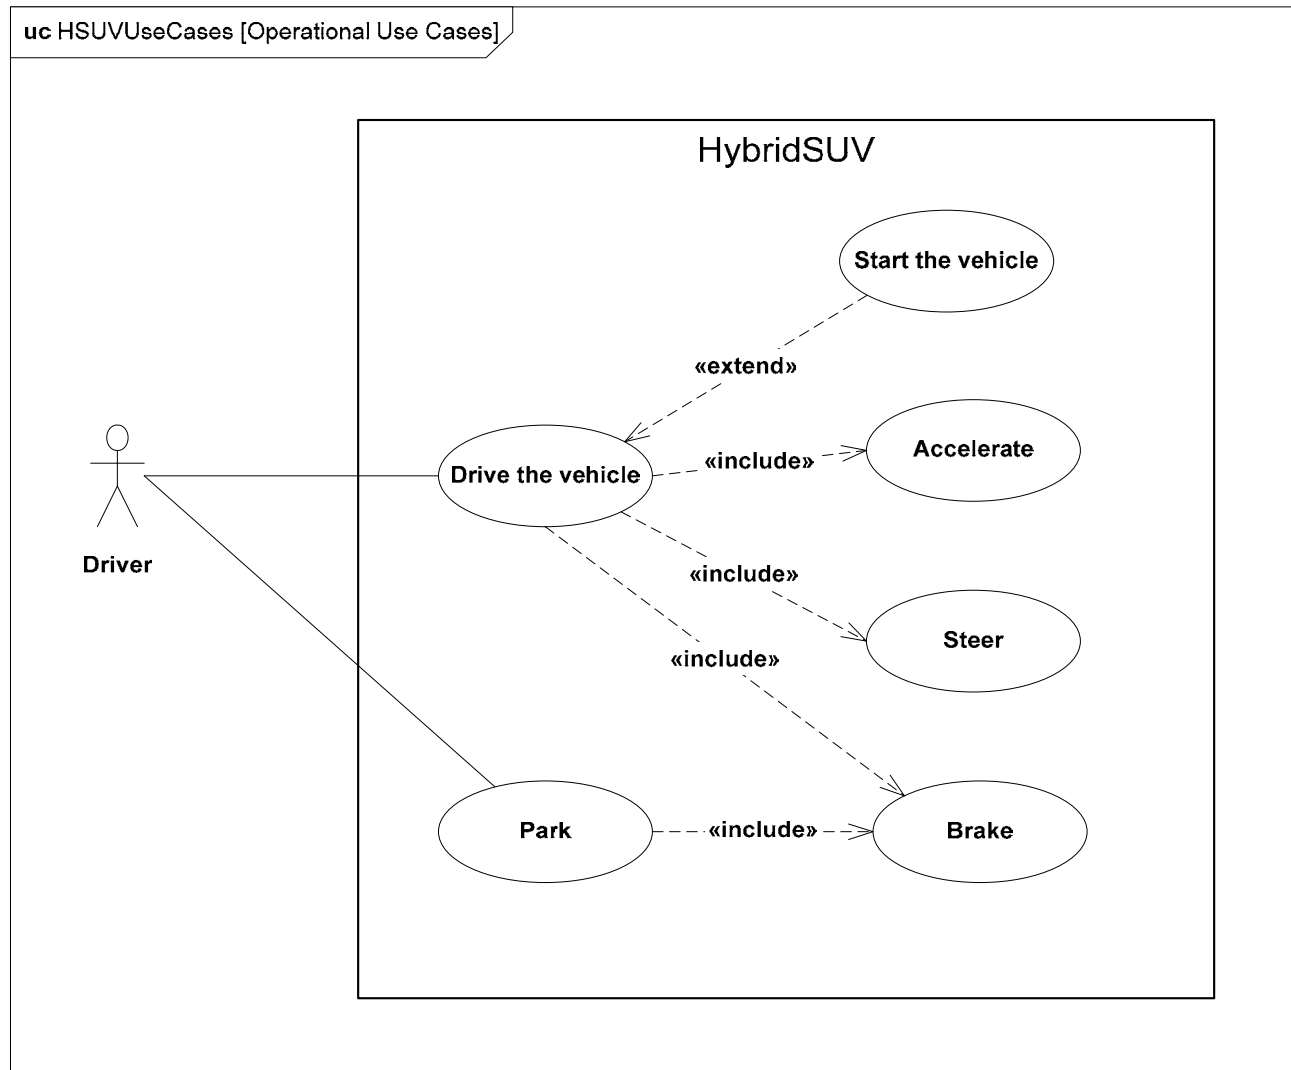 uc HSUVUseCases [Operational Use Cases]
HybridSUV
Start the vehicle
«extend»
Accelerate
«include»
Drive the vehicle
Driver
«include»
Steer
«include»
Park
«include»
Brake